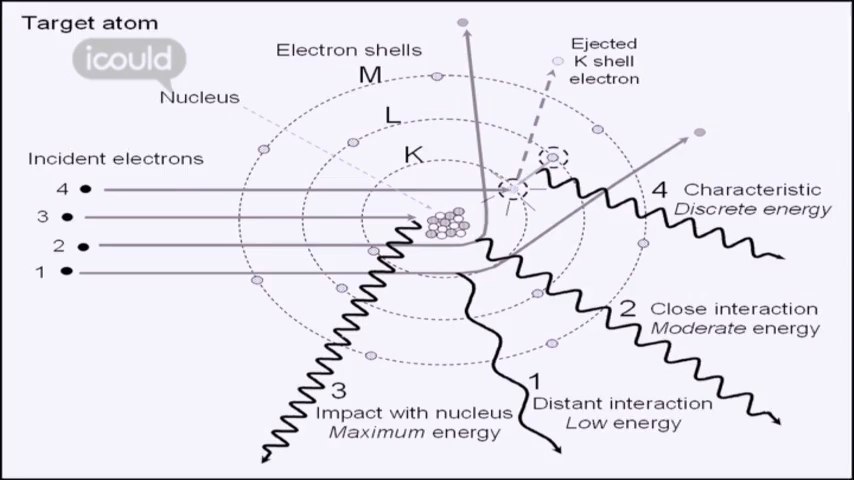 Target atom
icould
Electron shells
Ejected
K shell
electron
M
Nucleus
L
K
Incident electrons
4
3
2
1
4 Characteristic
Discrete energy
2 Close interaction
Moderate energy
3
Impact with nucleus
Maximum energy
1
Distant interaction
Low energy